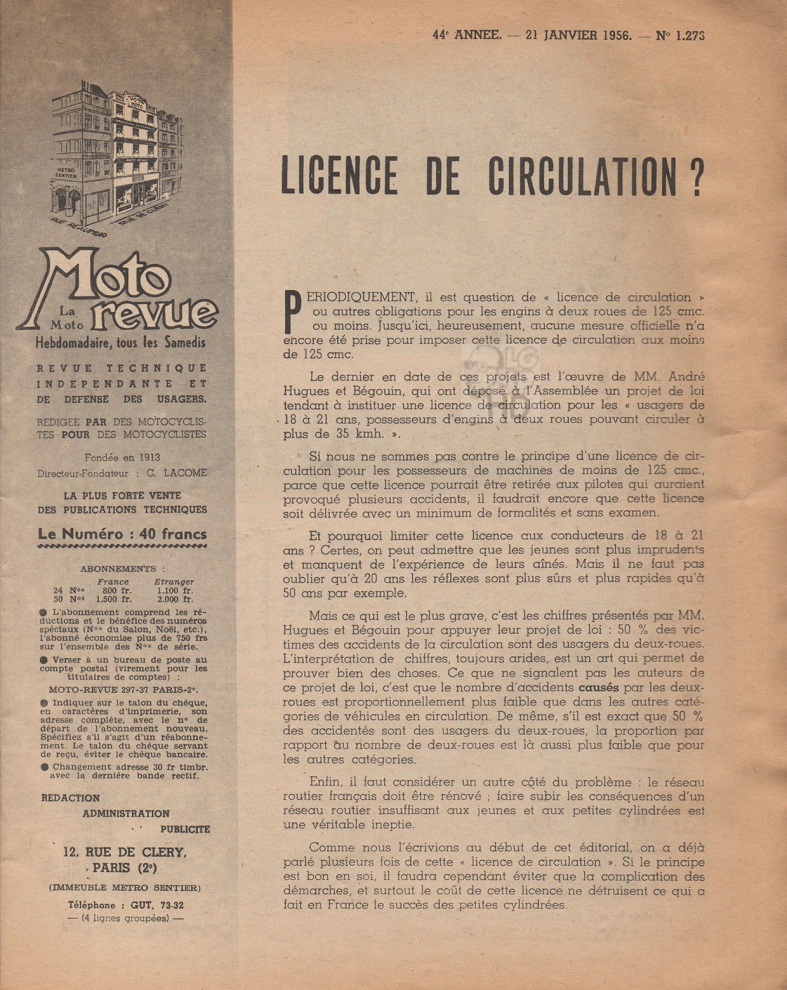 44e ANNEE. — 21 JANVIER 1956. — No 1.273
METRO
SENTIER
RUE REAUMUR
RUE DE CLERY
Moto
revue
La
Moto
Hebdomadaire, tous les Samedis
REVUE TECHNIQUE
INDEPENDANTE ET
DE DEFENSE DES USAGERS.
REDIGEE PAR DES MOTOCYCLIS-
TES POUR DES MOTOCYCLISTES
Fondée en 1913
Directeur-Fondateur : C. LACOME
LA PLUS FORTE VENTE
DES PUBLICATIONS TECHNIQUES
Le Numéro : 40 francs
ABONNEMENTS :
France Etranger
24 Nos 800 fr. 1.100 fr.
50 Nos 1.500 fr. 2.000 fr.
● L'abonnement comprend les ré-
ductions et le bénéfice des numéros
spéciaux (Nos du Salon, Noël, etc.),
l'abonné économise plus de 750 frs
sur l'ensemble des Nos de série.
● Verser à un bureau de poste au
compte postal (virement pour les
titulaires de comptes) :
MOTO-REVUE 297-37 PARIS-2e.
● Indiquer sur le talon du chèque,
en caractères d'imprimerie, son
adresse complète, avec le no de
départ de l'abonnement nouveau.
Spécifiez s'il s'agit d'un réabonne-
ment. Le talon du chèque servant
de reçu, éviter le chèque bancaire.
● Changement adresse 30 fr timbr.
avec la dernière bande rectif.
REDACTION
ADMINISTRATION
PUBLICITE
12, RUE DE CLERY,
PARIS (2e)
(IMMEUBLE METRO SENTIER)
Téléphone : GUT. 73-32
— (4 lignes groupées) —
LICENCE DE CIRCULATION ?
PERIODIQUEMENT, il est question de « licence de circulation »
ou autres obligations pour les engins à deux roues de 125 cmc.
ou moins. Jusqu'ici, heureusement, aucune mesure officielle n'a
encore été prise pour imposer cette licence de circulation aux moins
de 125 cmc.
Le dernier en date de ces projets est l'œuvre de MM. André
Hugues et Bégouin, qui ont déposé à l'Assemblée un projet de loi
tendant à instituer une licence de circulation pour les « usagers de
18 à 21 ans, possesseurs d'engins à deux roues pouvant circuler à
plus de 35 kmh. ».
Si nous ne sommes pas contre le principe d'une licence de cir-
culation pour les possesseurs de machines de moins de 125 cmc.,
parce que cette licence pourrait être retirée aux pilotes qui auraient
provoqué plusieurs accidents, il faudrait encore que cette licence
soit délivrée avec un minimum de formalités et sans examen.
Et pourquoi limiter cette licence aux conducteurs de 18 à 21
ans ? Certes, on peut admettre que les jeunes sont plus imprudents
et manquent de l'expérience de leurs aînés. Mais il ne faut pas
oublier qu'à 20 ans les réflexes sont plus sûrs et plus rapides qu'à
50 ans par exemple.
Mais ce qui est le plus grave, c'est les chiffres présentés par MM.
Hugues et Bégouin pour appuyer leur projet de loi : 50 % des vic-
times des accidents de la circulation sont des usagers du deux-roues.
L'interprétation de chiffres, toujours arides, est un art qui permet de
prouver bien des choses. Ce que ne signalent pas les auteurs de
ce projet de loi, c'est que le nombre d'accidents causés par les deux-
roues est proportionnellement plus faible que dans les autres caté-
gories de véhicules en circulation. De même, s'il est exact que 50 %
des accidentés sont des usagers du deux-roues, la proportion par
rapport au nombre de deux-roues est là aussi plus faible que pour
les autres catégories.
Enfin, il faut considérer un autre côté du problème : le réseau
routier français doit être rénové ; faire subir les conséquences d'un
réseau routier insuffisant aux jeunes et aux petites cylindrées est
une véritable ineptie.
Comme nous l'écrivions au début de cet éditorial, on a déjà
parlé plusieurs fois de cette « licence de circulation ». Si le principe
est bon en soi, il faudra cependant éviter que la complication des
démarches, et surtout le coût de cette licence ne détruisent ce qui a
fait en France le succès des petites cylindrées.